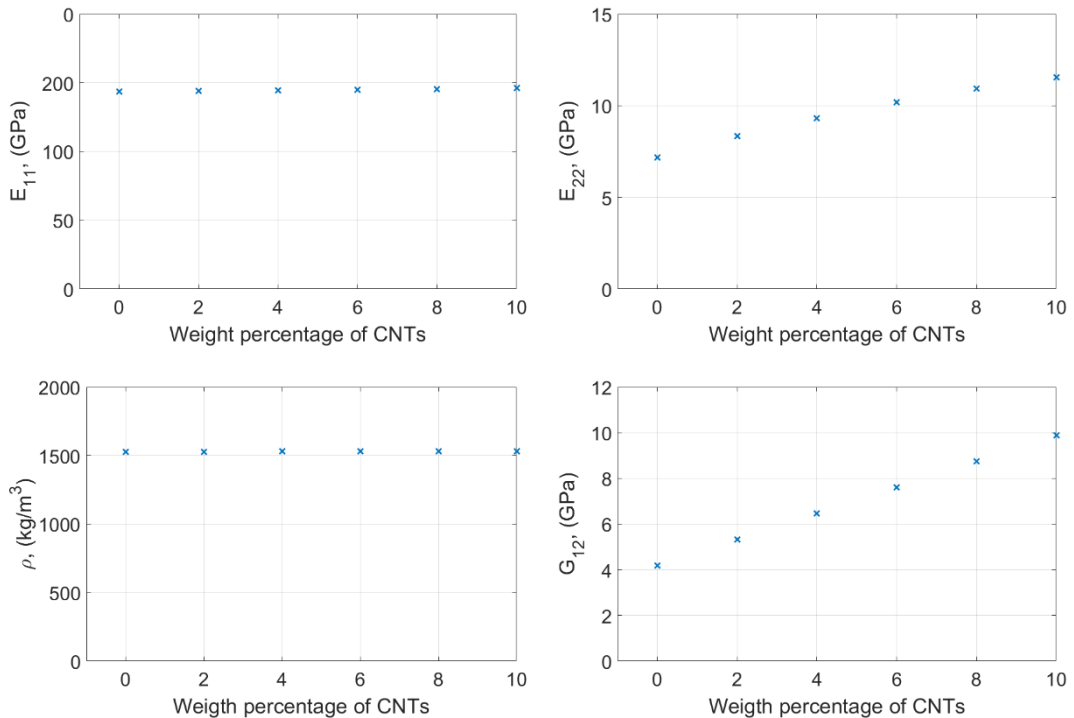 0
200
100
50
0
E11, (GPa)
0 2 4 6 8 10
Weight percentage of CNTs
15
10
5
0
E22, (GPa)
0 2 4 6 8 10
Weight percentage of CNTs
2000
1500
1000
500
0
ρ, (kg/m3)
0 2 4 6 8 10
Weigth percentage of CNTs
12
10
8
6
4
2
0
G12, (GPa)
0 2 4 6 8 10
Weigth percentage of CNTs